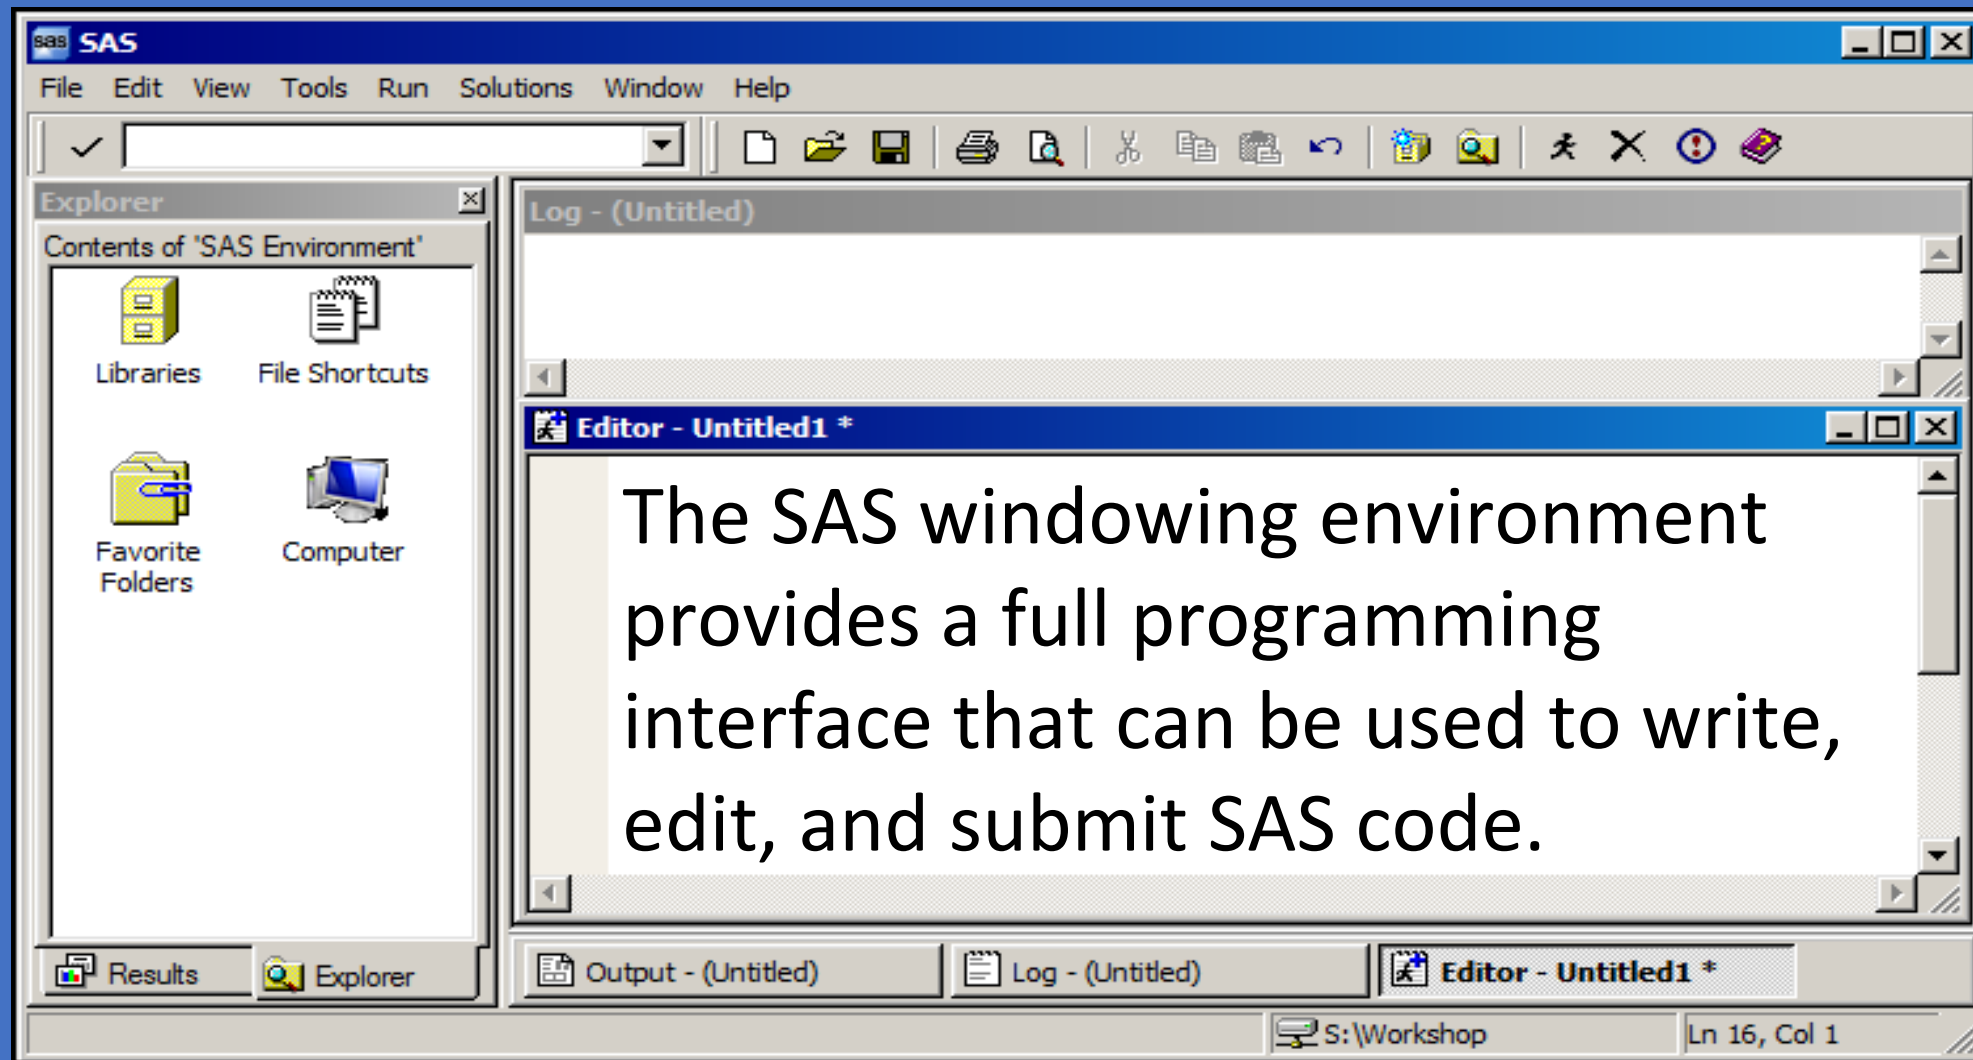 sas SAS
File Edit View Tools Run Solutions Window Help
Explorer
Contents of 'SAS Environment'
Libraries File Shortcuts
Favorite Folders
Computer
Log - (Untitled)
Editor - Untitled1 *
The SAS windowing environment
provides a full programming
interface that can be used to write,
edit, and submit SAS code.
Results Explorer
Output - (Untitled) Log - (Untitled) Editor - Untitled1 *
S:\Workshop Ln 16, Col 1